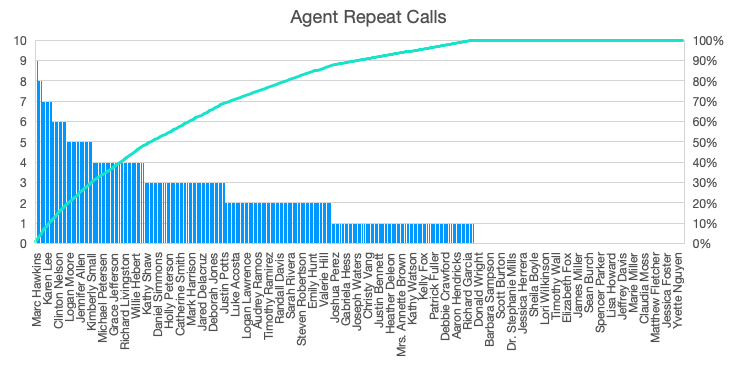 Agent Repeat Calls
10
9
8
7
6
5
4
3
2
1
0
100%
90%
80%
70%
60%
50%
40%
30%
20%
10%
0%
Marc Hawkins
Karen Lee
Clinton Nelson
Logan Moore
Jennifer Allen
Kimberly Small
Michael Petersen
Grace Jefferson
Richard Livingston
Willie Hebert
Kathy Shaw
Daniel Simmons
Holly Peterson
Catherine Smith
Mark Harrison
Jared Delacruz
Deborah Jones
Justin Potts
Luke Acosta
Logan Lawrence
Audrey Ramos
Timothy Ramirez
Randall Davis
Sarah Rivera
Steven Robertson
Emily Hunt
Valerie Hill
Joshua Perez
Gabriela Hess
Joseph Waters
Christy Vang
Justin Bennett
Heather Deleon
Mrs. Annette Brown
Kathy Watson
Kelly Fox
Patrick Fuller
Debbie Crawford
Aaron Hendricks
Richard Garcia
Donald Wright
Barbara Sampson
Scott Burton
Dr. Stephanie Mills
Jessica Herrera
Sheila Boyle
Lori Wilkinson
Timothy Wall
Elizabeth Fox
James Miller
Sean Burch
Spencer Parker
Lisa Howard
Jeffrey Davis
Marie Miller
Claudia Moss
Matthew Fletcher
Jessica Foster
Yvette Nguyen